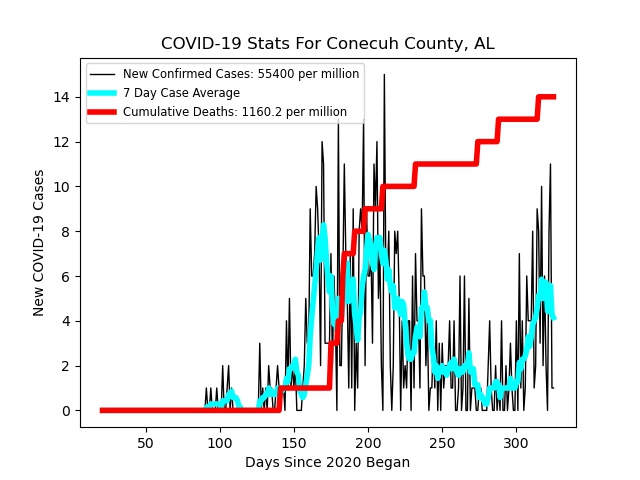 COVID-19 Stats For Conecuh County, AL
New Confirmed Cases: 55400 per million
7 Day Case Average
Cumulative Deaths: 1160.2 per million
New COVID-19 Cases
14
12
10
8
6
4
2
0
50 100 150 200 250 300
Days Since 2020 Began